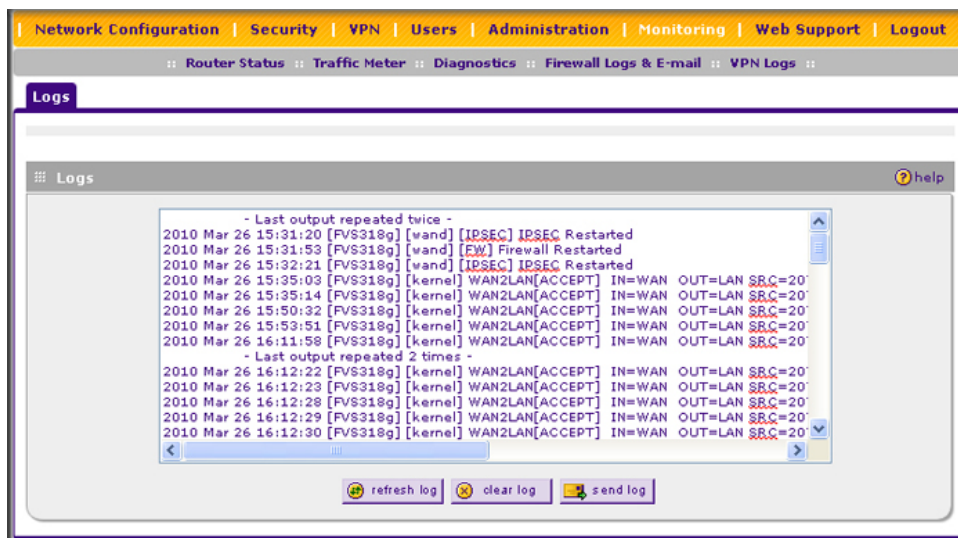 | Network Configuration | Security | VPN | Users | Administration | Monitoring | Web Support | Logout
:: Router Status :: Traffic Meter :: Diagnostics :: Firewall Logs & E-mail :: VPN Logs ::
Logs
Logs
help
- Last output repeated twice -
2010 Mar 26 15:31:20 [FVS318g] [wand] [IPSEC] IPSEC Restarted
2010 Mar 26 15:31:53 [FVS318g] [wand] [FW] Firewall Restarted
2010 Mar 26 15:32:21 [FVS318g] [wand] [IPSEC] IPSEC Restarted
2010 Mar 26 15:35:03 [FVS318g] [kernel] WAN2LAN[ACCEPT] IN=WAN OUT=LAN SRC=20
2010 Mar 26 15:35:14 [FVS318g] [kernel] WAN2LAN[ACCEPT] IN=WAN OUT=LAN SRC=20
2010 Mar 26 15:50:32 [FVS318g] [kernel] WAN2LAN[ACCEPT] IN=WAN OUT=LAN SRC=20
2010 Mar 26 15:53:51 [FVS318g] [kernel] WAN2LAN[ACCEPT] IN=WAN OUT=LAN SRC=20
2010 Mar 26 16:11:58 [FVS318g] [kernel] WAN2LAN[ACCEPT] IN=WAN OUT=LAN SRC=20
- Last output repeated 2 times -
2010 Mar 26 16:12:22 [FVS318g] [kernel] WAN2LAN[ACCEPT] IN=WAN OUT=LAN SRC=20
2010 Mar 26 16:12:23 [FVS318g] [kernel] WAN2LAN[ACCEPT] IN=WAN OUT=LAN SRC=20
2010 Mar 26 16:12:28 [FVS318g] [kernel] WAN2LAN[ACCEPT] IN=WAN OUT=LAN SRC=20
2010 Mar 26 16:12:29 [FVS318g] [kernel] WAN2LAN[ACCEPT] IN=WAN OUT=LAN SRC=20
2010 Mar 26 16:12:30 [FVS318g] [kernel] WAN2LAN[ACCEPT] IN=WAN OUT=LAN SRC=20
refresh log
clear log
send log